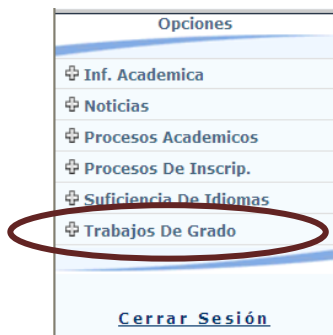 Opciones
Inf. Academica
Noticias
Procesos Academicos
Procesos De Inscrip.
Suficiencia De Idiomas
Trabajos De Grado
Cerrar Sesión